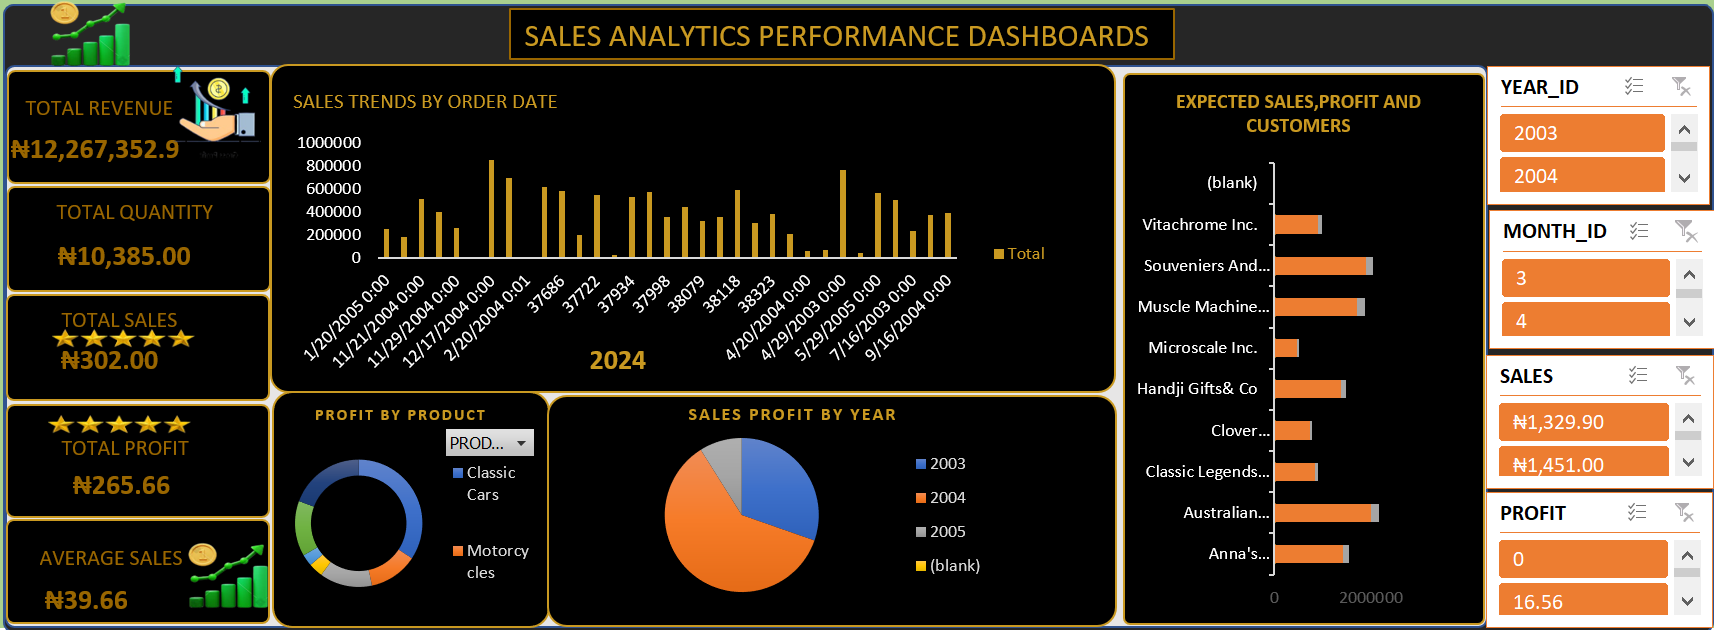 SALES ANALYTICS PERFORMANCE DASHBOARDS
TOTAL REVENUE
₦12,267,352.9
TOTAL QUANTITY
₦10,385.00
TOTAL SALES
₦302.00
TOTAL PROFIT
₦265.66
AVERAGE SALES
₦39.66
SALES TRENDS BY ORDER DATE
1000000
800000
600000
400000
200000
0
1/20/2005 0:00
11/21/2004 0:00
11/29/2004 0:00
12/17/2004 0:00
2/20/2004 0:01
37686
37722
37934
37998
38079
38118
38323
4/20/2004 0:00
4/29/2003 0:00
5/29/2005 0:00
7/16/2003 0:00
9/16/2004 0:00
Total
2024
PROFIT BY PRODUCT
PROD...
Classic
Cars
Motorcy
cles
SALES PROFIT BY YEAR
2003
2004
2005
(blank)
EXPECTED SALES,PROFIT AND
CUSTOMERS
(blank)
Vitachrome Inc.
Souveniers And...
Muscle Machine...
Microscale Inc.
Handji Gifts& Co
Clover...
Classic Legends...
Australian...
Anna's...
0
2000000
YEAR_ID
2003
2004
MONTH_ID
3
4
SALES
₦1,329.90
₦1,451.00
PROFIT
0
16.56